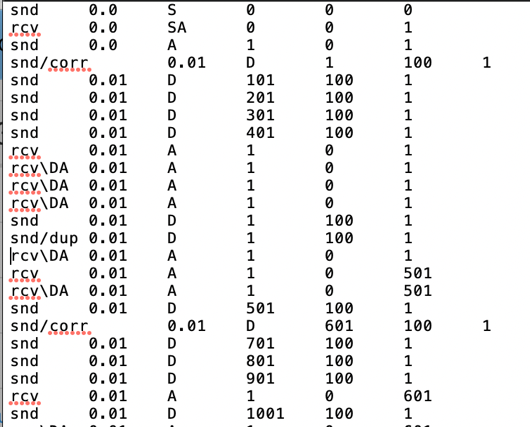 snd 0.0 S 0 0 0
rcv 0.0 SA 0 0 1
snd 0.0 A 1 0 1
snd/corr 0.01 D 1 100 1
snd 0.01 D 101 100 1
snd 0.01 D 201 100 1
snd 0.01 D 301 100 1
snd 0.01 D 401 100 1
rcv 0.01 A 1 0 1
rcv\DA 0.01 A 1 0 1
rcv\DA 0.01 A 1 0 1
rcv\DA 0.01 A 1 0 1
snd 0.01 D 1 100 1
snd/dup 0.01 D 1 100 1
rcv\DA 0.01 A 1 0 1
rcv 0.01 A 1 0 501
rcv\DA 0.01 A 1 0 501
snd 0.01 D 501 100 1
snd/corr 0.01 D 601 100 1
snd 0.01 D 701 100 1
snd 0.01 D 801 100 1
snd 0.01 D 901 100 1
rcv 0.01 A 1 0 601
snd 0.01 D 1001 100 1